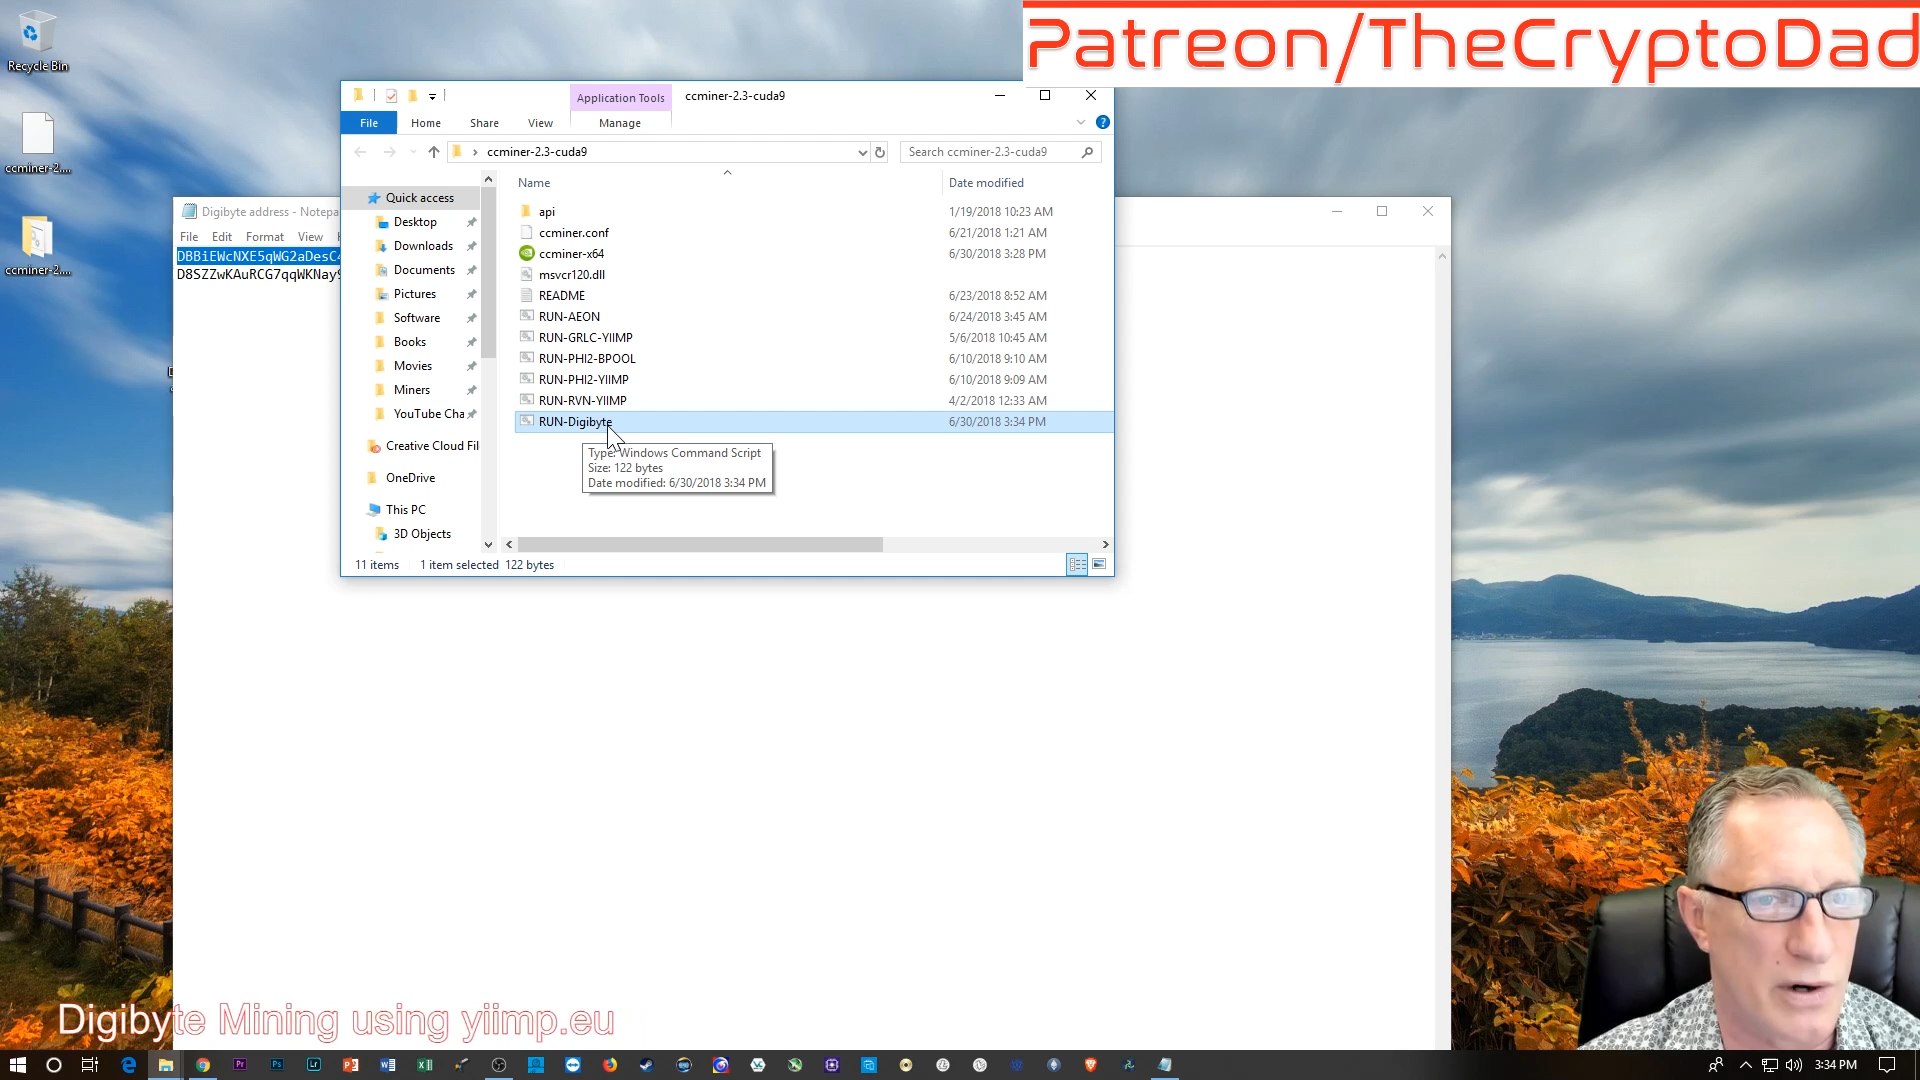 Patreon/TheCryptoDad
Recycle Bin
ccminer-2....
ccminer-2....
Application Tools
ccminer-2.3-cuda9
File
Home
Share
View
Manage
ccminer-2.3-cuda9
Search ccminer-2.3-cuda9
Name
Date modified
Quick access
Desktop
Downloads
Documents
Pictures
Software
Books
Movies
Miners
YouTube Cha
Creative Cloud Fil
OneDrive
This PC
3D Objects
api 1/19/2018 10:23 AM
ccminer.conf 6/21/2018 1:21 AM
ccminer-x64 6/30/2018 3:28 PM
msvcr120.dll
README 6/23/2018 8:52 AM
RUN-AEON 6/24/2018 3:45 AM
RUN-GRLC-YIIMP 5/6/2018 10:45 AM
RUN-PHI2-BPOOL 6/10/2018 9:10 AM
RUN-PHI2-YIIMP 6/10/2018 9:09 AM
RUN-RVN-YIIMP 4/2/2018 12:33 AM
RUN-Digibyte 6/30/2018 3:34 PM
Type: Windows Command Script
Size: 122 bytes
Date modified: 6/30/2018 3:34 PM
11 items 1 item selected 122 bytes
Digibyte address - Notepa
File Edit Format View
DBBiEWcNXE5qWG2aDesC4
D8SZZwKAuRCG7qqWKNay9
Digibyte Mining using yiimp.eu
3:34 PM